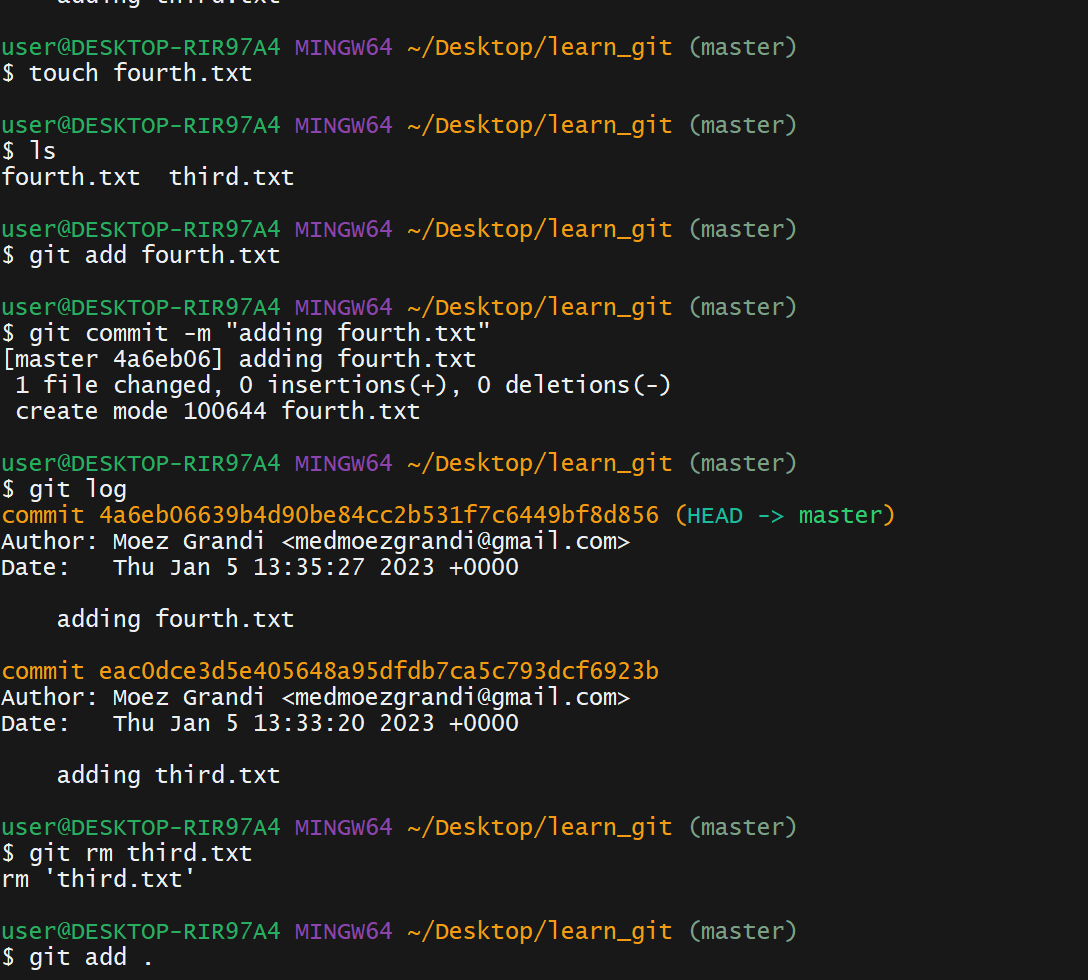 adding third.txt
user@DESKTOP-RIR97A4 MINGW64 ~/Desktop/learn_git (master)
$ touch fourth.txt
user@DESKTOP-RIR97A4 MINGW64 ~/Desktop/learn_git (master)
$ ls
fourth.txt  third.txt
user@DESKTOP-RIR97A4 MINGW64 ~/Desktop/learn_git (master)
$ git add fourth.txt
user@DESKTOP-RIR97A4 MINGW64 ~/Desktop/learn_git (master)
$ git commit -m "adding fourth.txt"
[master 4a6eb06] adding fourth.txt
 1 file changed, 0 insertions(+), 0 deletions(-)
 create mode 100644 fourth.txt
user@DESKTOP-RIR97A4 MINGW64 ~/Desktop/learn_git (master)
$ git log
commit 4a6eb06639b4d90be84cc2b531f7c6449bf8d856 (HEAD -> master)
Author: Moez Grandi <medmoezgrandi@gmail.com>
Date:   Thu Jan 5 13:35:27 2023 +0000
    adding fourth.txt
commit eac0dce3d5e405648a95dfdb7ca5c793dcf6923b
Author: Moez Grandi <medmoezgrandi@gmail.com>
Date:   Thu Jan 5 13:33:20 2023 +0000
    adding third.txt
user@DESKTOP-RIR97A4 MINGW64 ~/Desktop/learn_git (master)
$ git rm third.txt
rm 'third.txt'
user@DESKTOP-RIR97A4 MINGW64 ~/Desktop/learn_git (master)
$ git add .